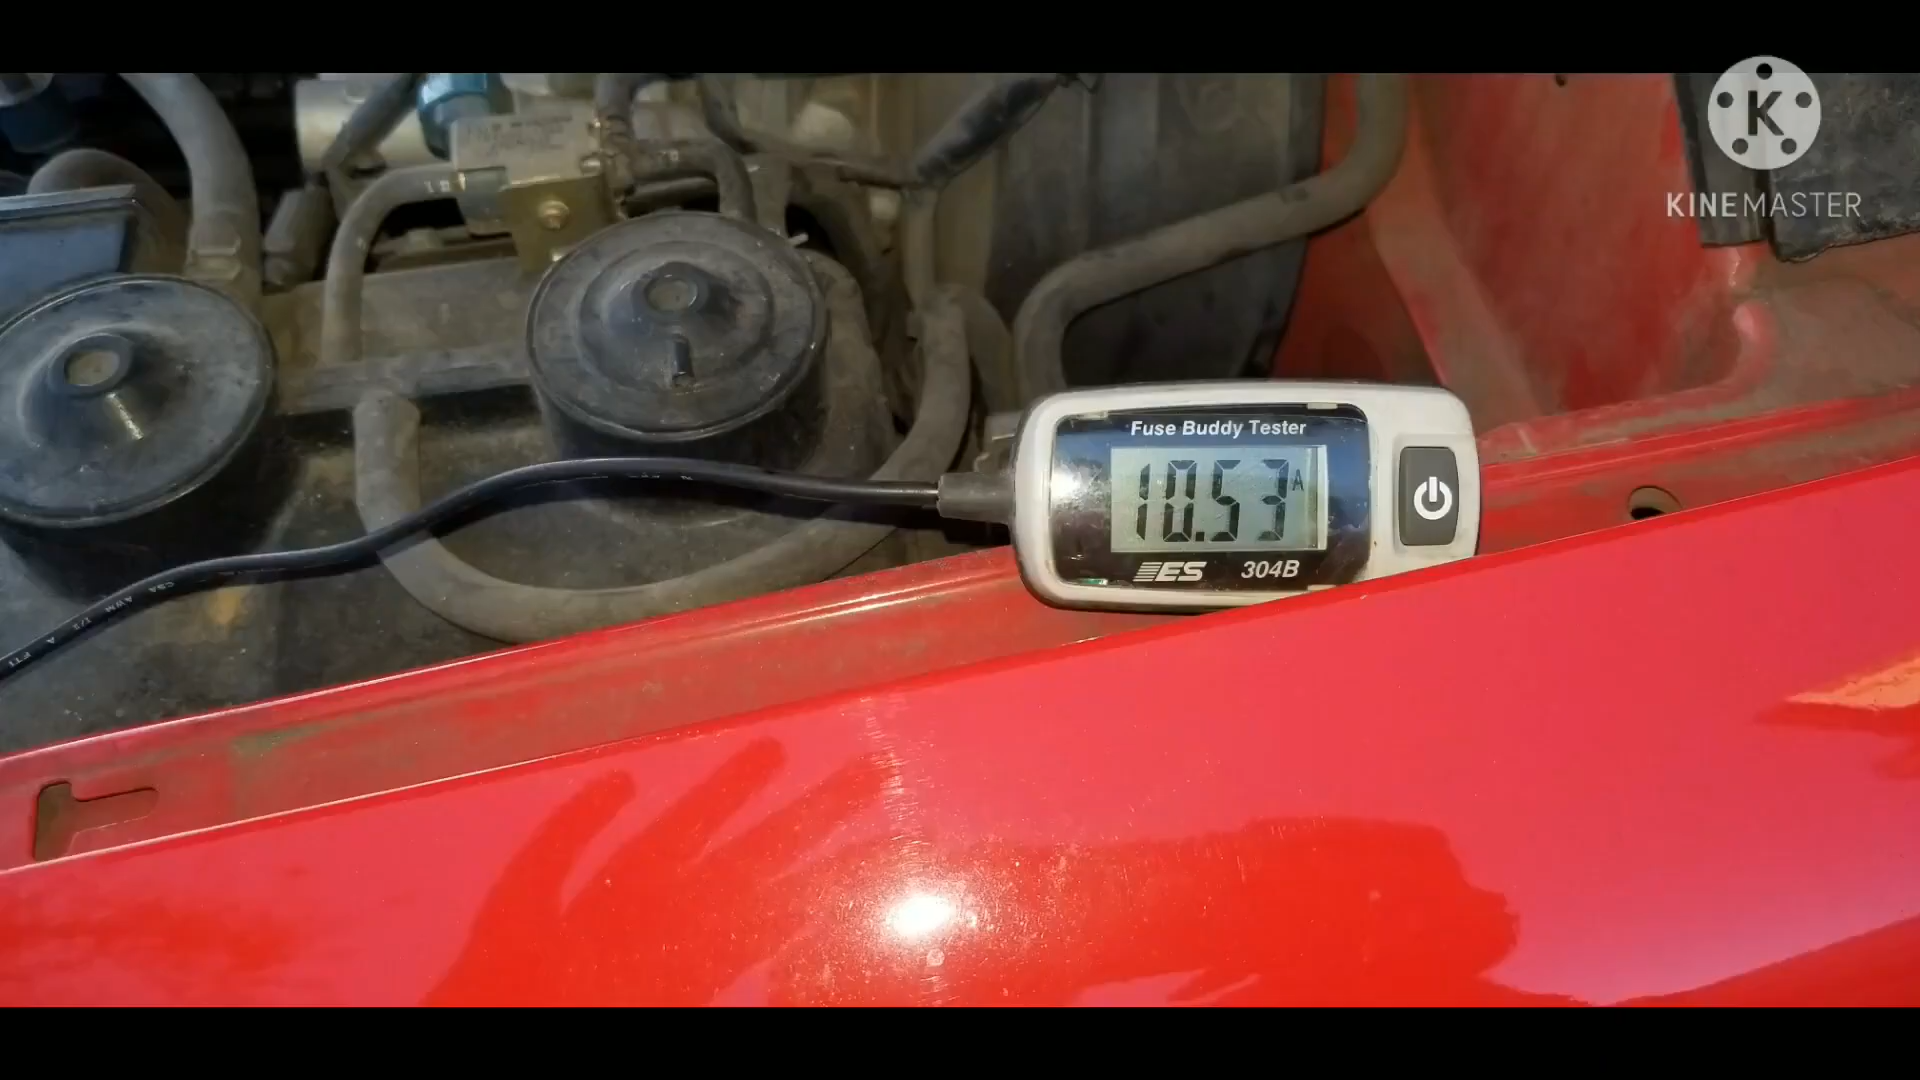 K
KINEMASTER
Fuse Buddy Tester
10.53 A
ES 304B